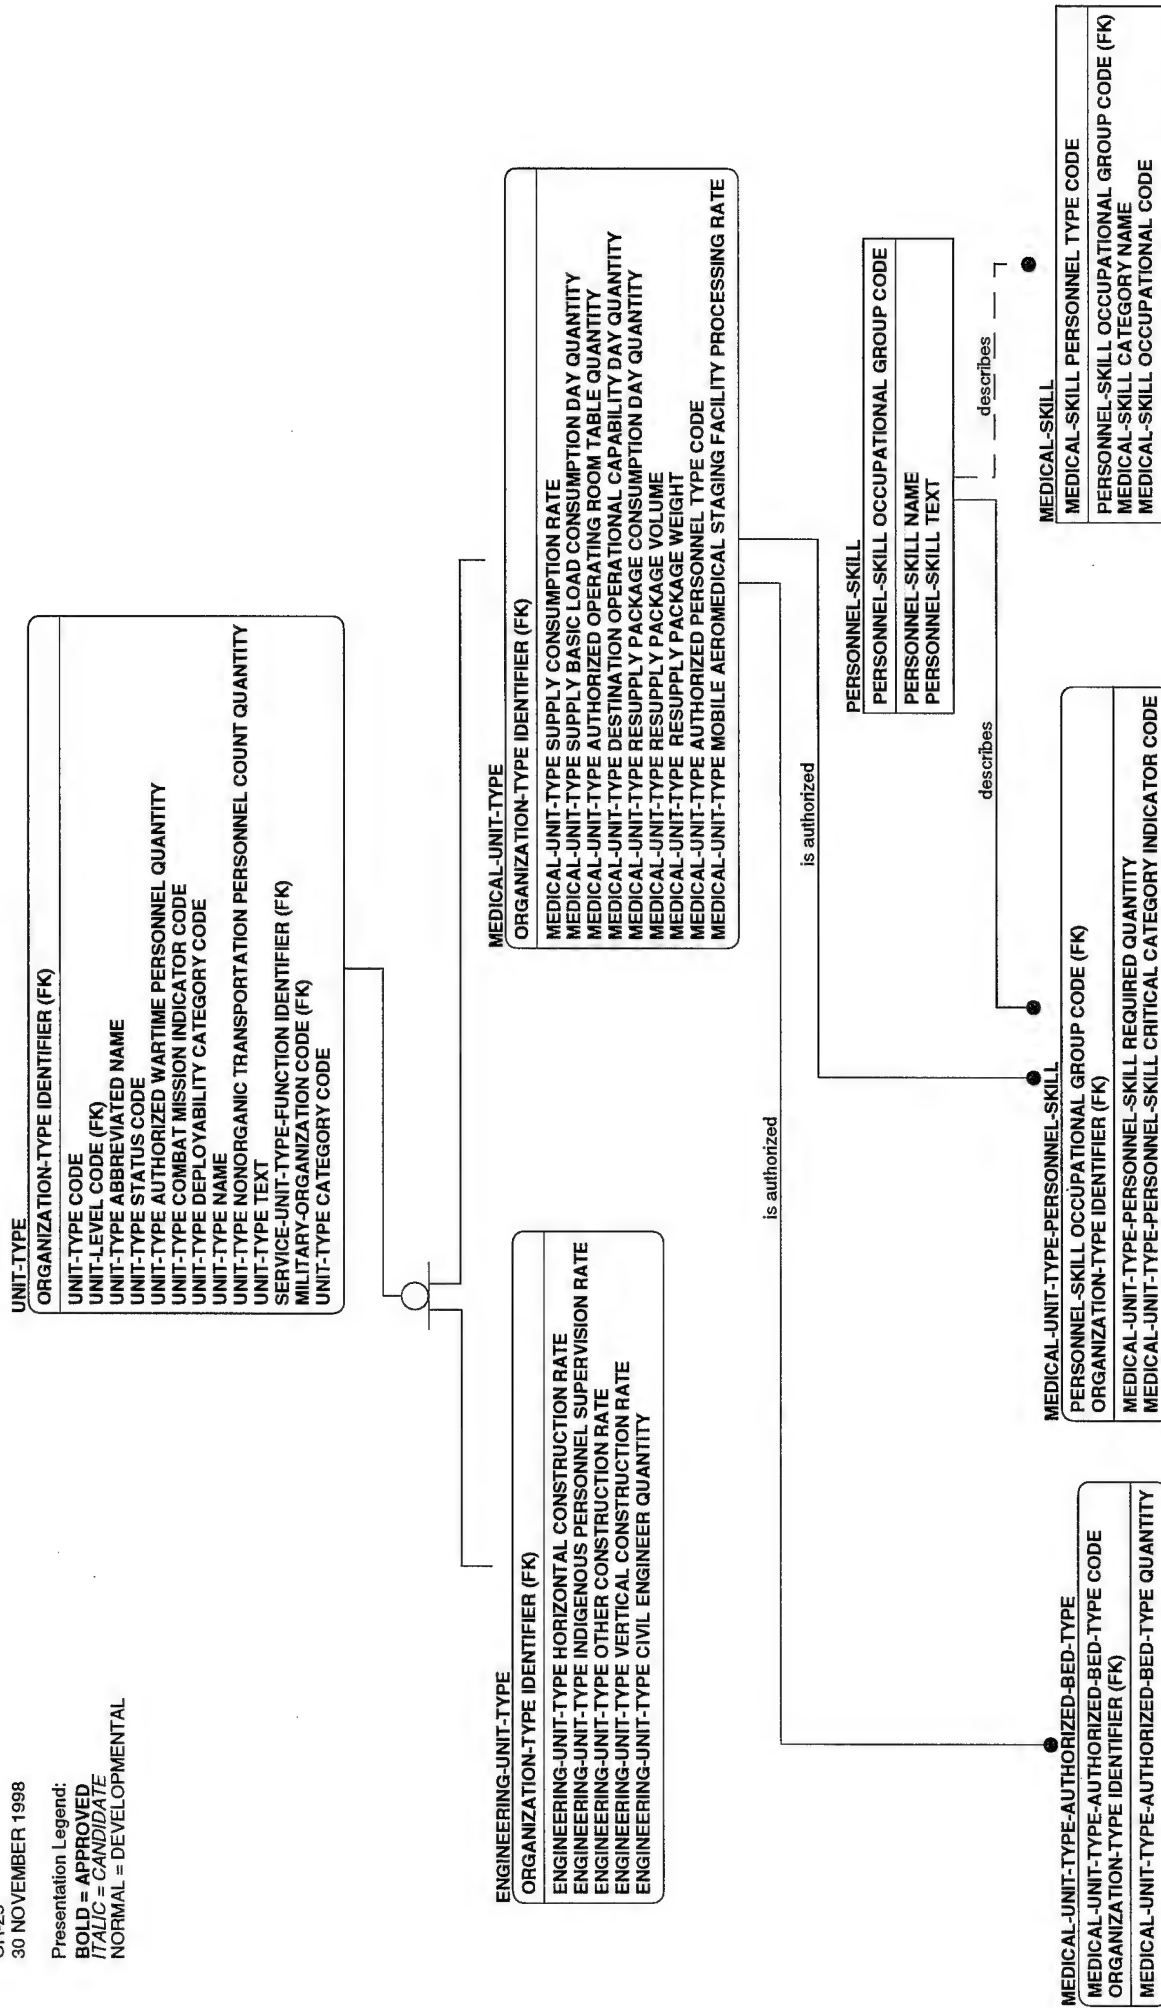 30 NOVEMBER 1998
Presentation Legend:
BOLD = APPROVED
ITALIC = CANDIDATE
NORMAL = DEVELOPMENTAL
UNIT-TYPE
ORGANIZATION-TYPE IDENTIFIER (FK)
UNIT-TYPE CODE
UNIT-LEVEL CODE (FK)
UNIT-TYPE ABBREVIATED NAME
UNIT-TYPE STATUS CODE
UNIT-TYPE AUTHORIZED WARTIME PERSONNEL QUANTITY
UNIT-TYPE COMBAT MISSION INDICATOR CODE
UNIT-TYPE DEPLOYABILITY CATEGORY CODE
UNIT-TYPE NAME
UNIT-TYPE NONORGANIC TRANSPORTATION PERSONNEL COUNT QUANTITY
UNIT-TYPE TEXT
SERVICE-UNIT-TYPE-FUNCTION IDENTIFIER (FK)
MILITARY-ORGANIZATION CODE (FK)
UNIT-TYPE CATEGORY CODE
ENGINEERING-UNIT-TYPE
ORGANIZATION-TYPE IDENTIFIER (FK)
ENGINEERING-UNIT-TYPE HORIZONTAL CONSTRUCTION RATE
ENGINEERING-UNIT-TYPE INDIGENOUS PERSONNEL SUPERVISION RATE
ENGINEERING-UNIT-TYPE OTHER CONSTRUCTION RATE
ENGINEERING-UNIT-TYPE VERTICAL CONSTRUCTION RATE
ENGINEERING-UNIT-TYPE CIVIL ENGINEER QUANTITY
MEDICAL-UNIT-TYPE
ORGANIZATION-TYPE IDENTIFIER (FK)
MEDICAL-UNIT-TYPE SUPPLY CONSUMPTION RATE
MEDICAL-UNIT-TYPE SUPPLY BASIC LOAD CONSUMPTION DAY QUANTITY
MEDICAL-UNIT-TYPE AUTHORIZED OPERATING ROOM TABLE QUANTITY
MEDICAL-UNIT-TYPE DESTINATION OPERATIONAL CAPABILITY DAY QUANTITY
MEDICAL-UNIT-TYPE RESUPPLY PACKAGE CONSUMPTION DAY QUANTITY
MEDICAL-UNIT-TYPE RESUPPLY PACKAGE VOLUME
MEDICAL-UNIT-TYPE RESUPPLY PACKAGE WEIGHT
MEDICAL-UNIT-TYPE AUTHORIZED PERSONNEL TYPE CODE
MEDICAL-UNIT-TYPE MOBILE AEROMEDICAL STAGING FACILITY PROCESSING RATE
is authorized
is authorized
PERSONNEL-SKILL
PERSONNEL-SKILL OCCUPATIONAL GROUP CODE
PERSONNEL-SKILL NAME
PERSONNEL-SKILL TEXT
describes
describes
MEDICAL-UNIT-TYPE-AUTHORIZED-BED-TYPE
MEDICAL-UNIT-TYPE-AUTHORIZED-BED-TYPE CODE
ORGANIZATION-TYPE IDENTIFIER (FK)
MEDICAL-UNIT-TYPE-AUTHORIZED-BED-TYPE QUANTITY
MEDICAL-UNIT-TYPE-PERSONNEL-SKILL
PERSONNEL-SKILL OCCUPATIONAL GROUP CODE (FK)
ORGANIZATION-TYPE IDENTIFIER (FK)
MEDICAL-UNIT-TYPE-PERSONNEL-SKILL REQUIRED QUANTITY
MEDICAL-UNIT-TYPE-PERSONNEL-SKILL CRITICAL CATEGORY INDICATOR CODE
MEDICAL-SKILL
MEDICAL-SKILL PERSONNEL TYPE CODE
PERSONNEL-SKILL OCCUPATIONAL GROUP CODE (FK)
MEDICAL-SKILL CATEGORY NAME
MEDICAL-SKILL OCCUPATIONAL CODE